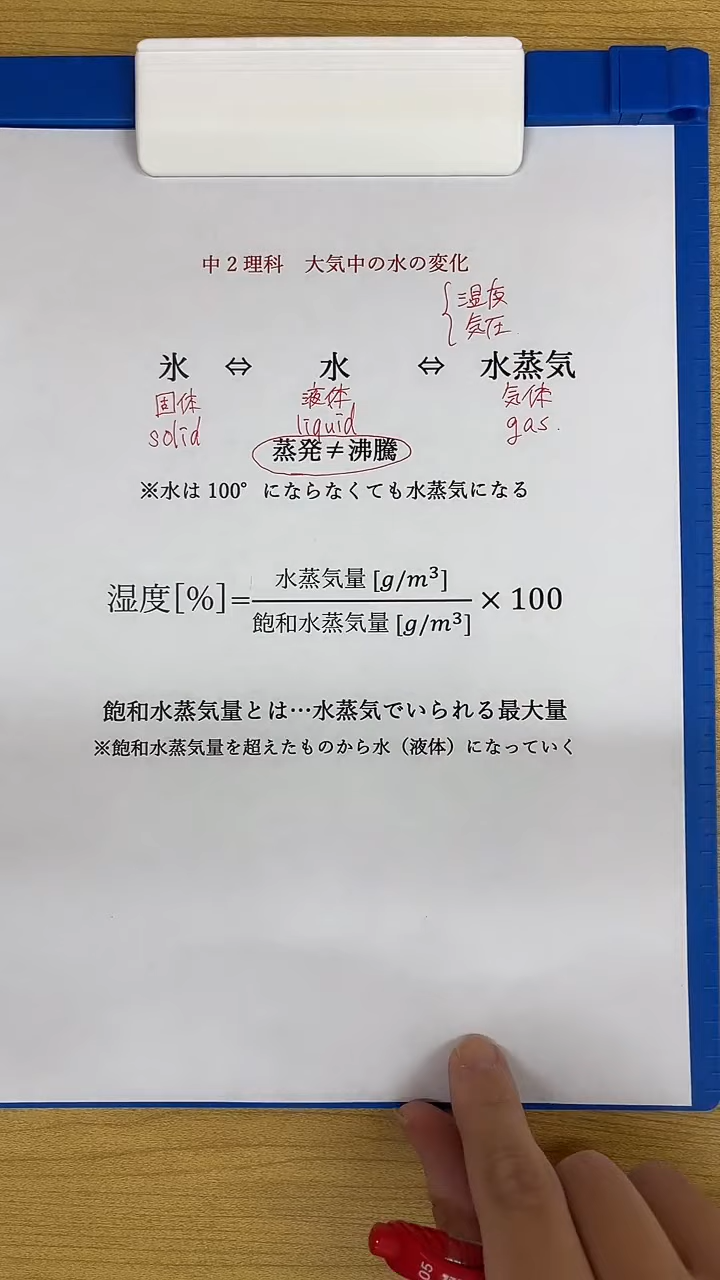 中２理科　大気中の水の変化
温度
気圧
氷 ⇔ 水 ⇔ 水蒸気
固体 液体 気体
solid liquid gas.
蒸発≠沸騰
※水は100°にならなくても水蒸気になる
湿度[%]=水蒸気量 [g/m³]/飽和水蒸気量 [g/m³] × 100
飽和水蒸気量とは…水蒸気でいられる最大量
※飽和水蒸気量を超えたものから水（液体）になっていく
05